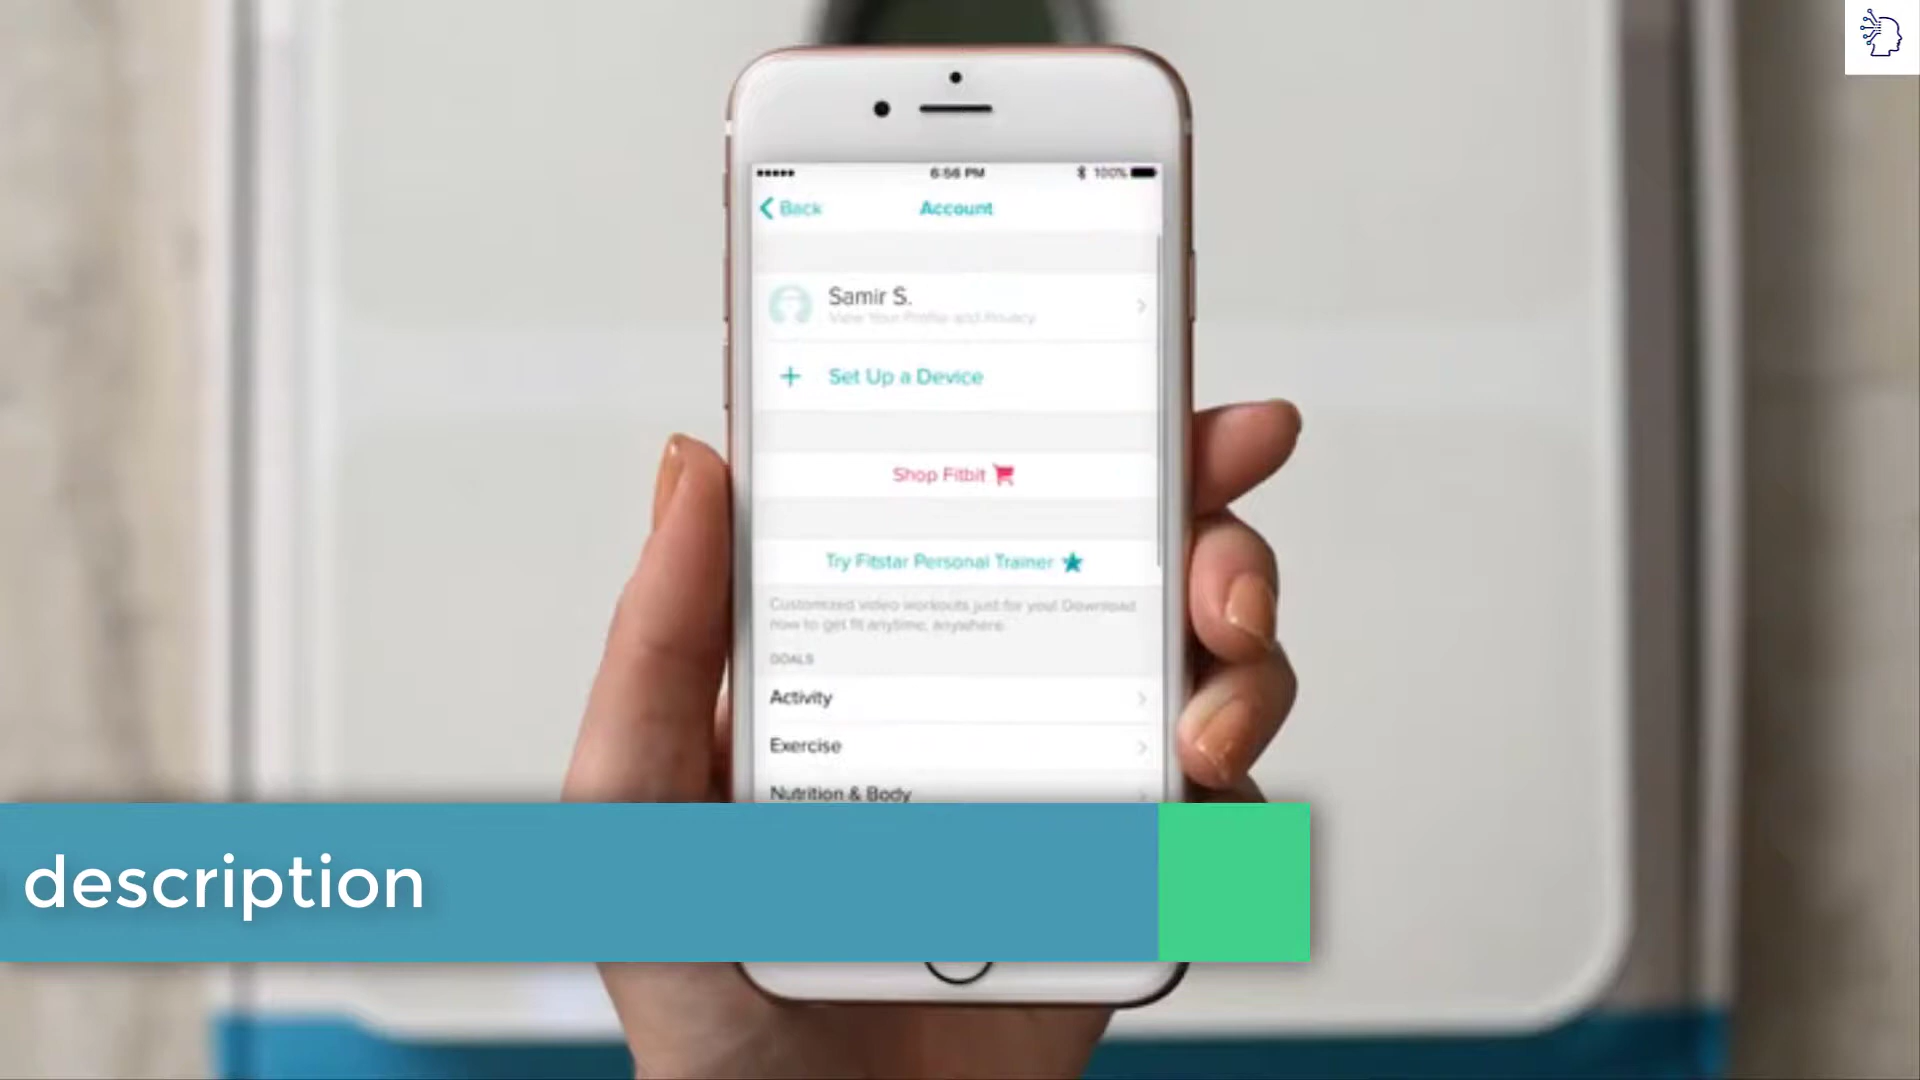 6:56 PM
100%
Back
Account
Samir S.
View Your Profile and Privacy
Set Up a Device
Shop Fitbit
Try Fitstar Personal Trainer
Customized video workouts just for you! Download
now to get fit anytime, anywhere.
GOALS
Activity
Exercise
Nutrition & Body
description